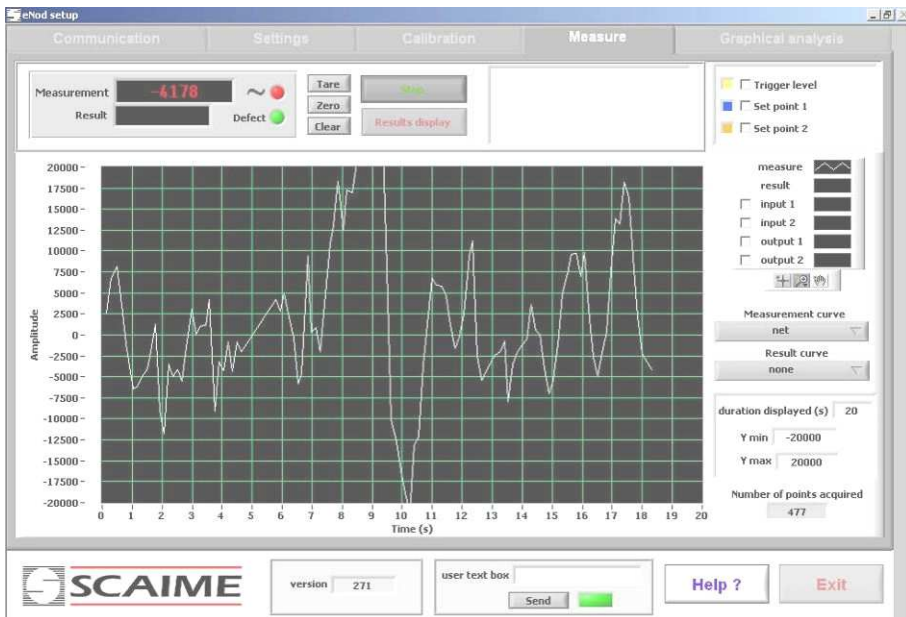 eNod setup
Communication Settings Calibration Measure Graphical analysis
Measurement -4178
Result
Defect
Tare
Zero
Clear
Stop
Results display
Trigger level
Set point 1
Set point 2
measure
result
input 1
input 2
output 1
output 2
Measurement curve
net
Result curve
none
duration displayed (s) 20
Y min -20000
Y max 20000
Number of points acquired
477
Amplitude
20000
17500
15000
12500
10000
7500
5000
2500
0
-2500
-5000
-7500
-10000
-12500
-15000
-17500
-20000
0 1 2 3 4 5 6 7 8 9 10 11 12 13 14 15 16 17 18 19 20
Time (s)
SCAIME
version 271
user text box
Send
Help ?
Exit